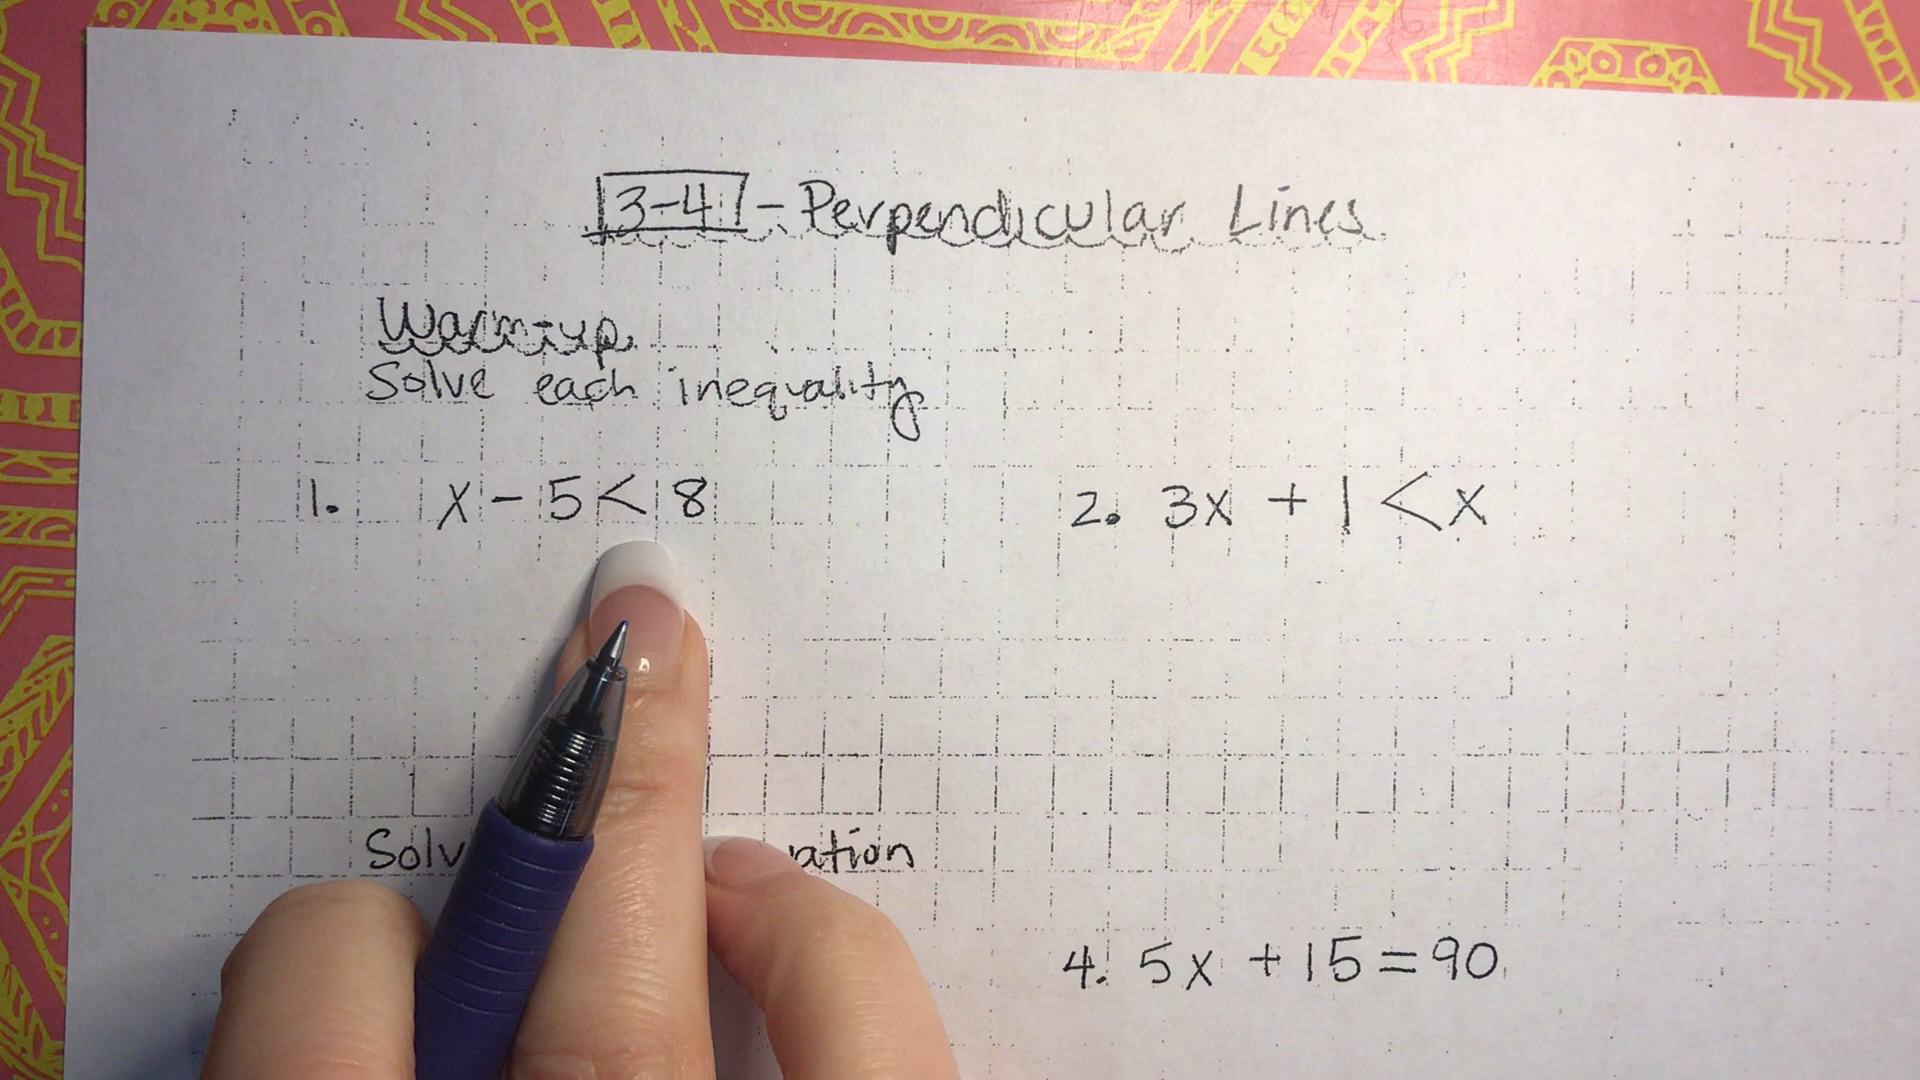 3-4 - Perpendicular Lines
Warm-up
Solve each inequality
1. x - 5 < 8
2. 3x + 1 < x
Solv ation
4. 5x + 15 = 90